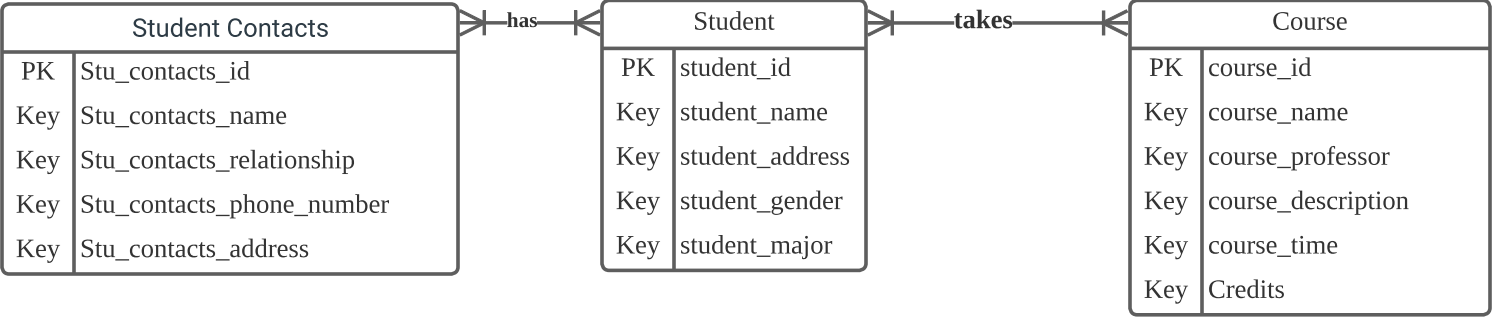 Student Contacts
PK Stu_contacts_id
Key Stu_contacts_name
Key Stu_contacts_relationship
Key Stu_contacts_phone_number
Key Stu_contacts_address
has
Student
PK student_id
Key student_name
Key student_address
Key student_gender
Key student_major
takes
Course
PK course_id
Key course_name
Key course_professor
Key course_description
Key course_time
Key Credits